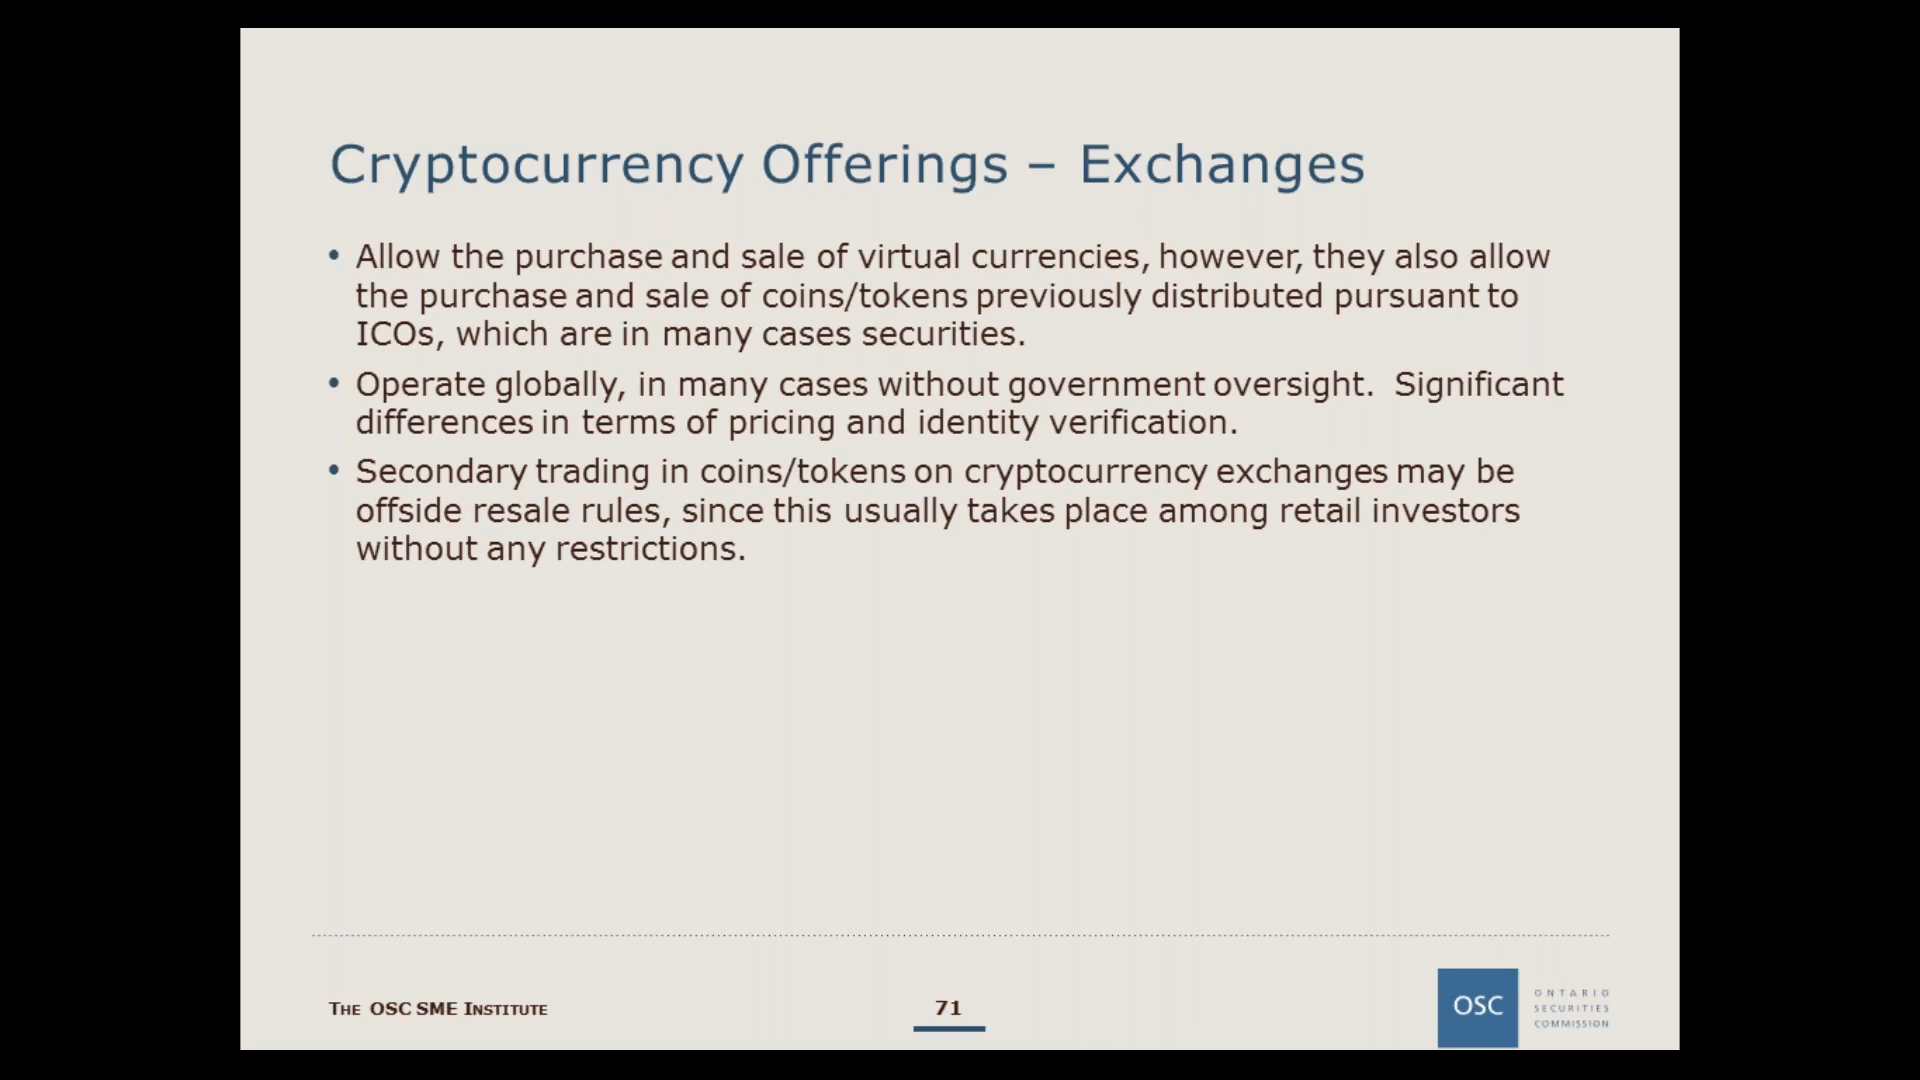 Cryptocurrency Offerings – Exchanges
• Allow the purchase and sale of virtual currencies, however, they also allow
the purchase and sale of coins/tokens previously distributed pursuant to
ICOs, which are in many cases securities.
• Operate globally, in many cases without government oversight.  Significant
differences in terms of pricing and identity verification.
• Secondary trading in coins/tokens on cryptocurrency exchanges may be
offside resale rules, since this usually takes place among retail investors
without any restrictions.
THE OSC SME INSTITUTE
71
OSC
ONTARIO
SECURITIES
COMMISSION